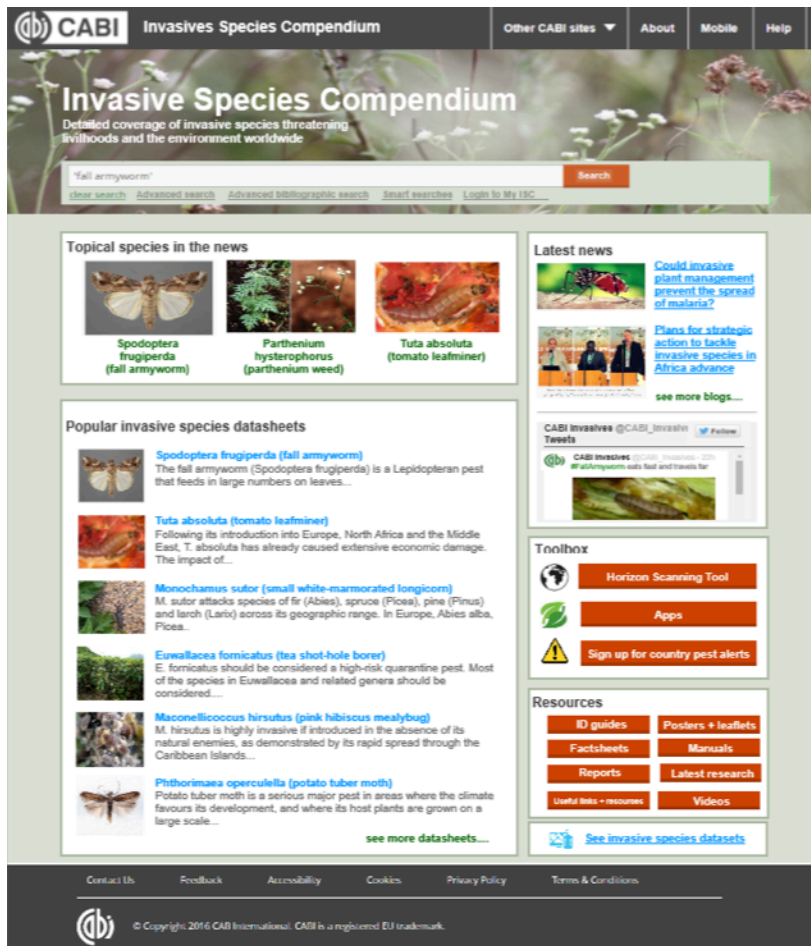 CABI
Invasives Species Compendium
Other CABI sites
About
Mobile
Help
Invasive Species Compendium
Detailed coverage of invasive species threatening
livilhoods and the environment worldwide
'fall armyworm'
Search
clear search
Advanced search
Advanced bibliographic search
Smart searches
Login to My ISC
Topical species in the news
Spodoptera
frugiperda
(fall armyworm)
Parthenium
hysterophorus
(parthenium weed)
Tuta absoluta
(tomato leafminer)
Popular invasive species datasheets
Spodoptera frugiperda (fall armyworm)
The fall armyworm (Spodoptera frugiperda) is a Lepidopteran pest
that feeds in large numbers on leaves...
Tuta absoluta (tomato leafminer)
Following its introduction into Europe, North Africa and the Middle
East, T. absoluta has already caused extensive economic damage.
The impact of...
Monochamus sutor (small white-marmorated longicorn)
M. sutor attacks species of fir (Abies), spruce (Picea), pine (Pinus)
and larch (Larix) across its geographic range. In Europe, Abies alba,
Picea..
Euwallacea fornicatus (tea shot-hole borer)
E. fornicatus should be considered a high-risk quarantine pest. Most
of the species in Euwallacea and related genera should be
considered....
Maconellicoccus hirsutus (pink hibiscus mealybug)
M. hirsutus is highly invasive if introduced in the absence of its
natural enemies, as demonstrated by its rapid spread through the
Caribbean Islands...
Phthorimaea operculella (potato tuber moth)
Potato tuber moth is a serious major pest in areas where the climate
favours its development, and where its host plants are grown on a
large scale...
see more datasheets....
Latest news
Could invasive
plant management
prevent the spread
of malaria?
Plans for strategic
action to tackle
invasive species in
Africa advance
see more blogs....
CABI Invasives @CABI_Invasiv
Tweets
Follow
CABI Invasives @CABI_Invasives - 22h
#FallArmyworm eats fast and travels far
Toolbox
Horizon Scanning Tool
Apps
Sign up for country pest alerts
Resources
ID guides
Posters + leaflets
Factsheets
Manuals
Reports
Latest research
Useful links + resourses
Videos
See invasive species datasets
Contact Us
Feedback
Accessibility
Cookies
Privacy Policy
Terms & Conditions
cabi
© Copyright 2016 CAB International. CABI is a registered EU trademark.